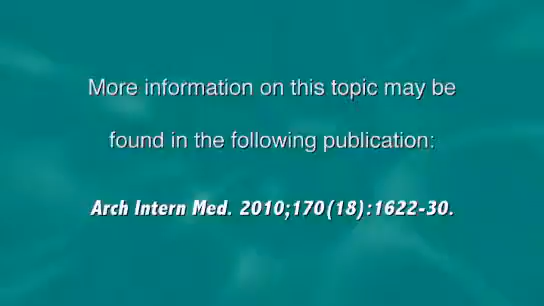 More information on this topic may be
found in the following publication:
Arch Intern Med. 2010;170(18):1622-30.